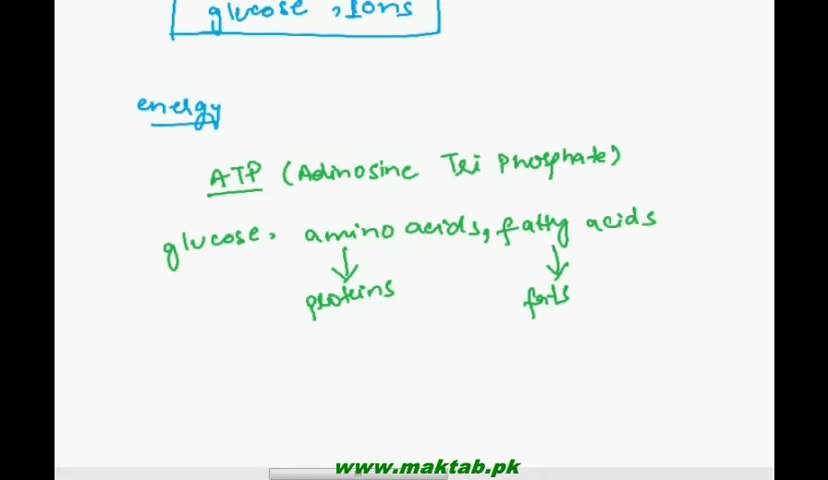 glucose , Ions
energy
ATP (Adinosine Tri Phosphate)
glucose, amino acids, fatty acids
proteins fats
www.maktab.pk